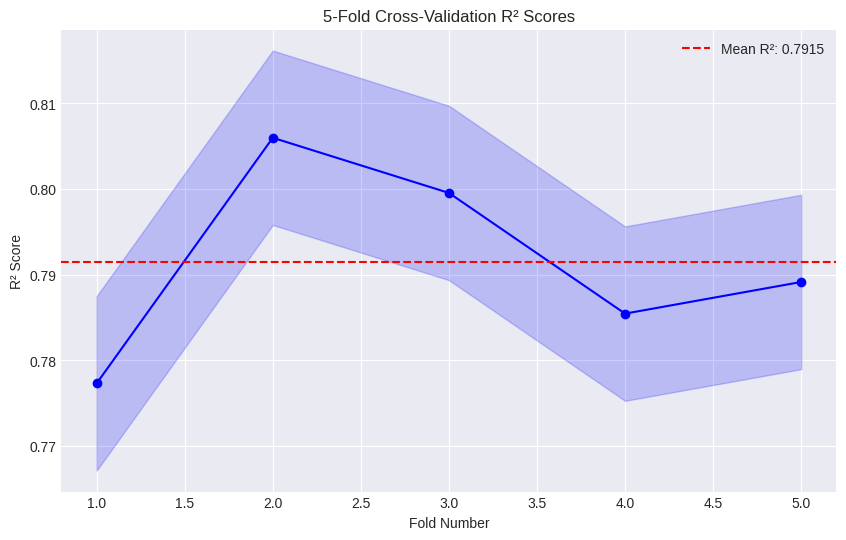 5-Fold Cross-Validation R² Scores
Mean R²: 0.7915
R² Score
0.81
0.80
0.79
0.78
0.77
1.0 1.5 2.0 2.5 3.0 3.5 4.0 4.5 5.0
Fold Number